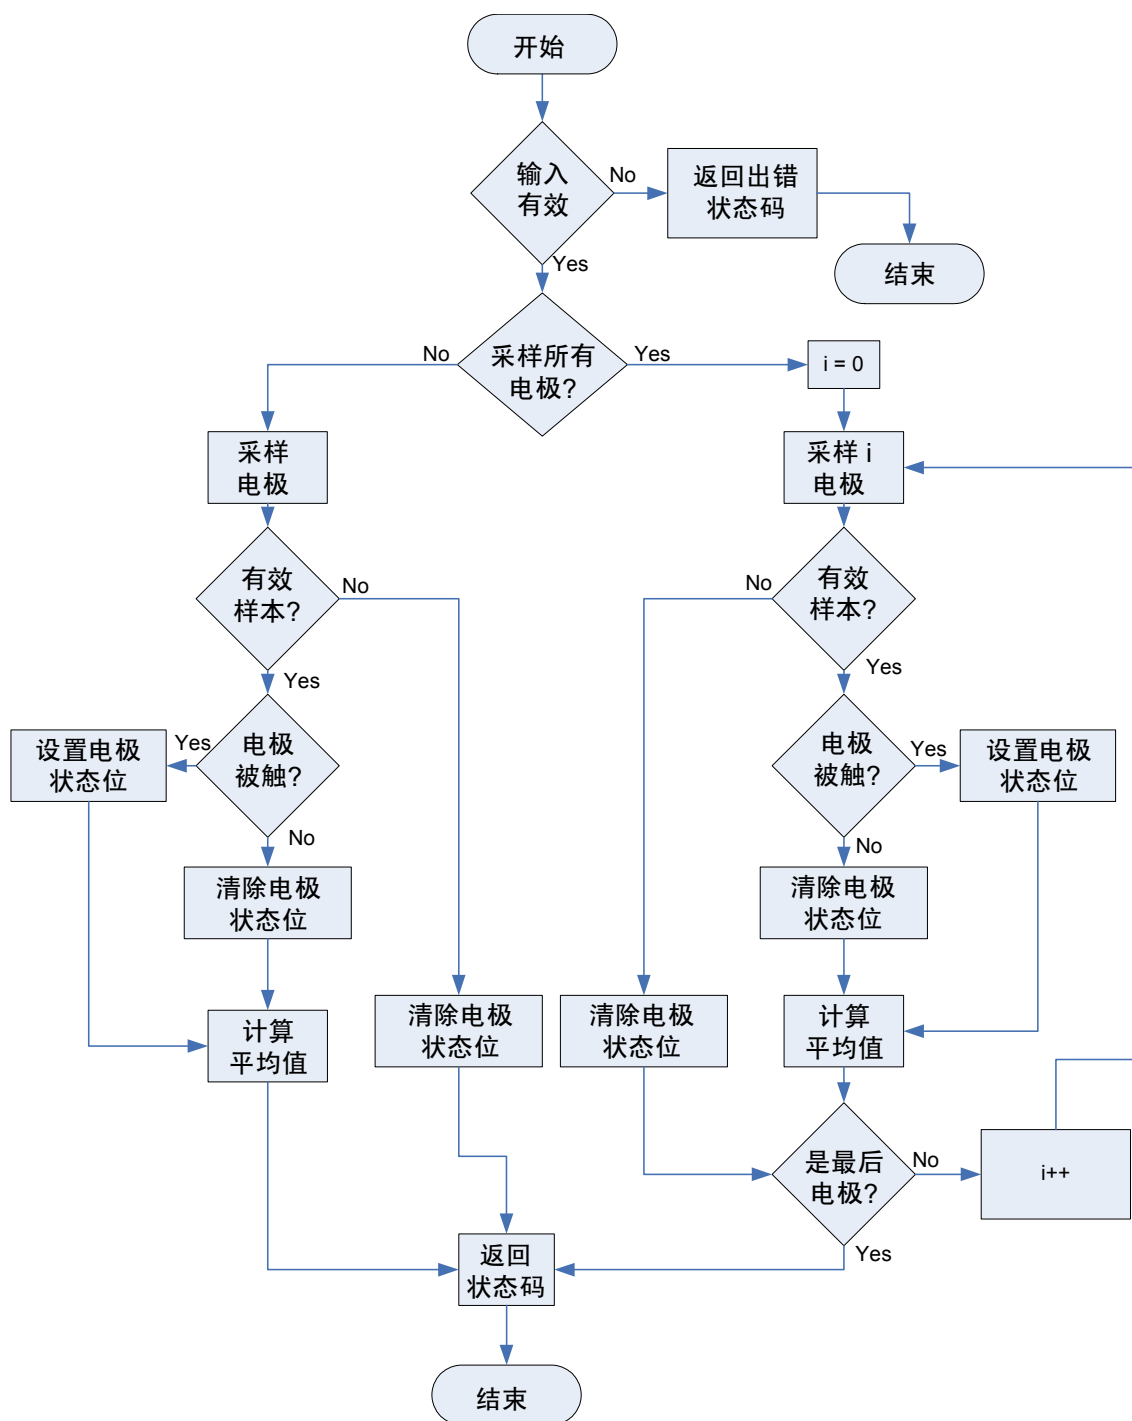 开始
输入
有效
No
返回出错
状态码
结束
Yes
采样所有
电极?
No
Yes
i = 0
采样
电极
采样 i
电极
有效
样本?
No
Yes
No
有效
样本?
Yes
设置电极
状态位
Yes
电极
被触?
No
电极
被触?
Yes
设置电极
状态位
No
清除电极
状态位
清除电极
状态位
计算
平均值
清除电极
状态位
清除电极
状态位
计算
平均值
是最后
电极?
No
i++
Yes
返回
状态码
结束